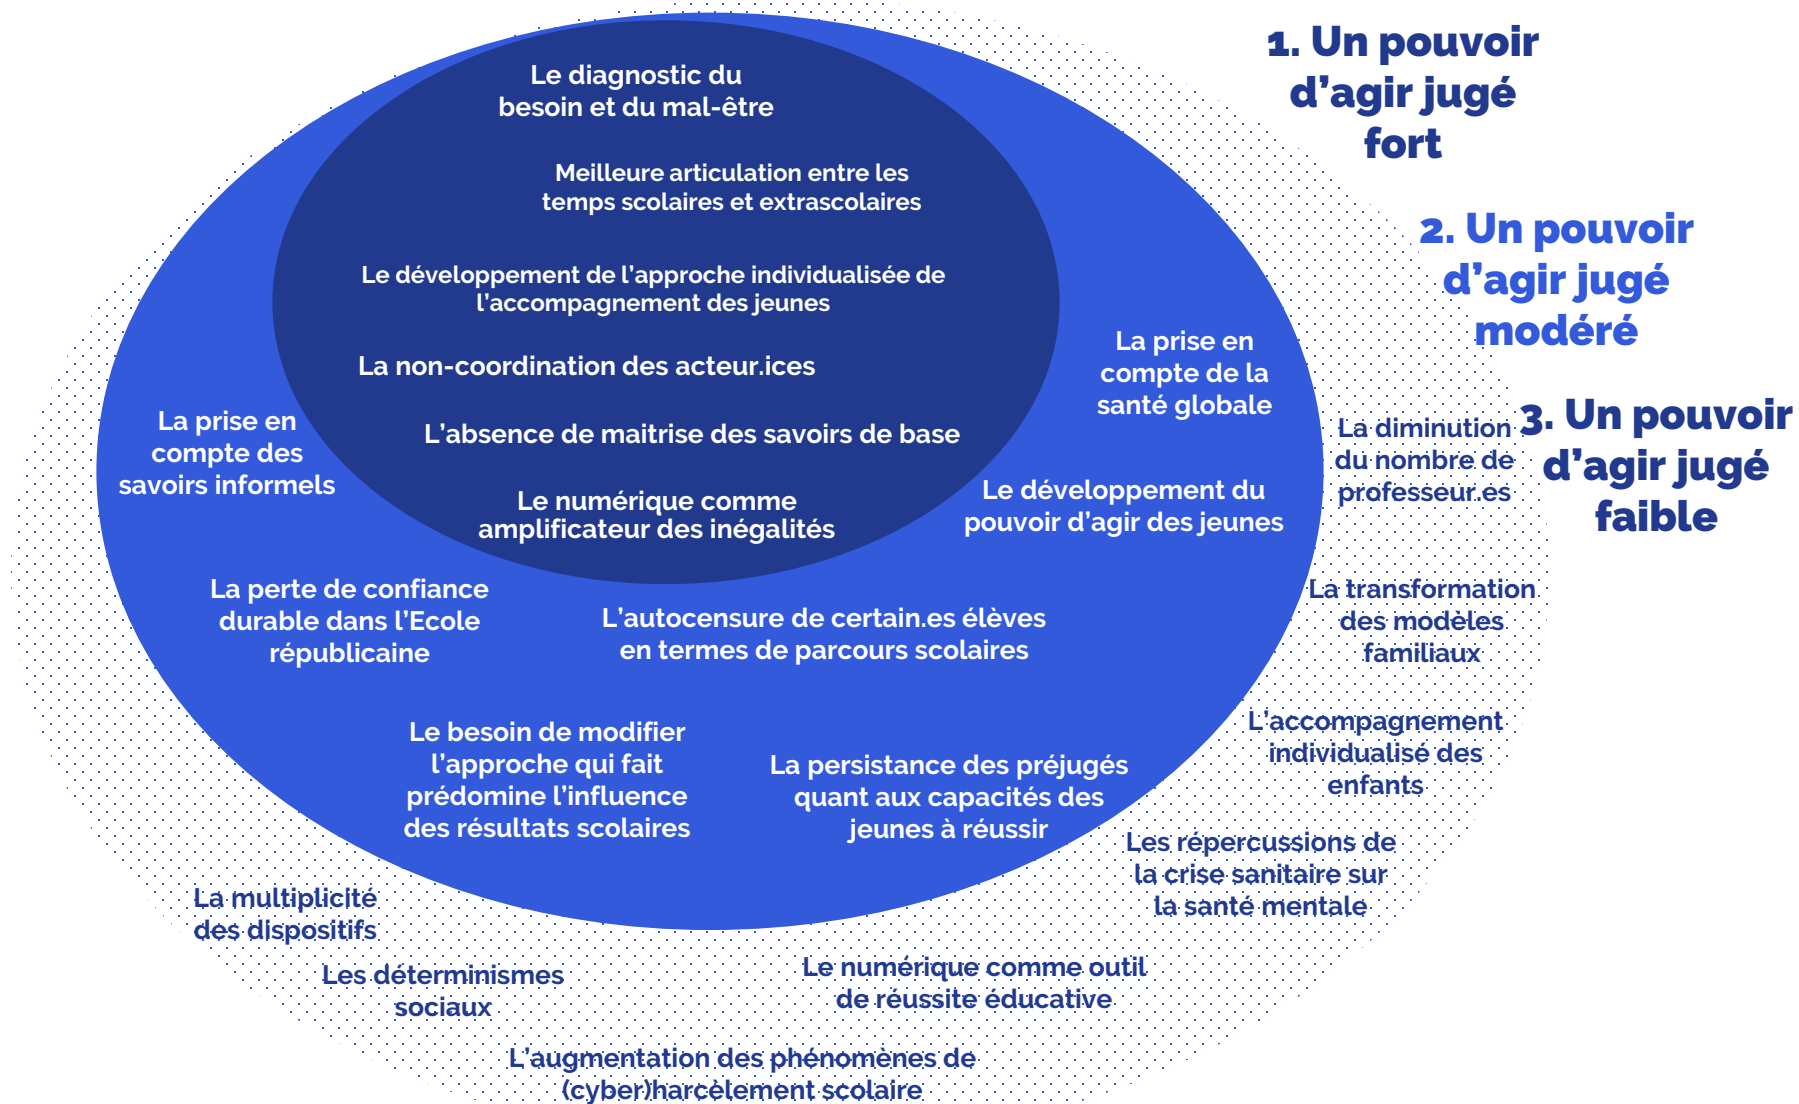 1. Un pouvoir
d'agir jugé
fort
2. Un pouvoir
d'agir jugé
modéré
3. Un pouvoir
d'agir jugé
faible
Le diagnostic du
besoin et du mal-être
Meilleure articulation entre les
temps scolaires et extrascolaires
Le développement de l'approche individualisée de
l'accompagnement des jeunes
La non-coordination des acteur.ices
L'absence de maitrise des savoirs de base
Le numérique comme
amplificateur des inégalités
La prise en
compte de la
santé globale
La prise en
compte des
savoirs informels
Le développement du
pouvoir d'agir des jeunes
La perte de confiance
durable dans l'Ecole
républicaine
L'autocensure de certain.es élèves
en termes de parcours scolaires
Le besoin de modifier
l'approche qui fait
prédomine l'influence
des résultats scolaires
La persistance des préjugés
quant aux capacités des
jeunes à réussir
La diminution
du nombre de
professeur.es
La transformation
des modèles
familiaux
L'accompagnement
individualisé des
enfants
Les répercussions de
la crise sanitaire sur
la santé mentale
La multiplicité
des dispositifs
Les déterminismes
sociaux
Le numérique comme outil
de réussite éducative
L'augmentation des phénomènes de
(cyber)harcèlement scolaire